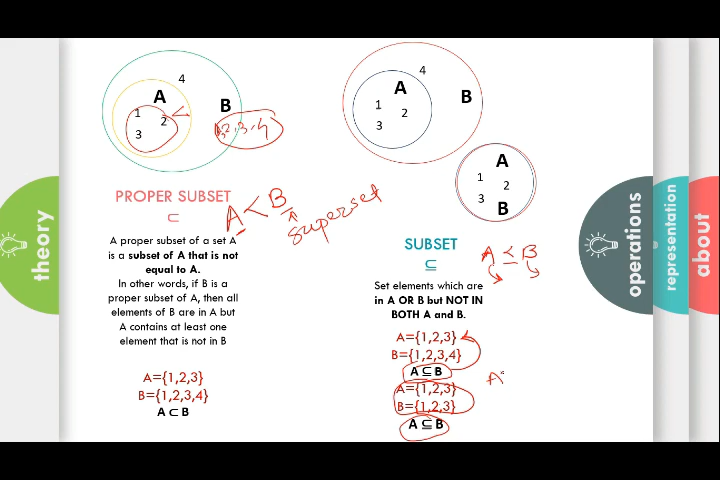 theory
A
4
1
2
3
B
PROPER SUBSET
⊂
A proper subset of a set A
is a subset of A that is not
equal to A.
In other words, if B is a
proper subset of A, then all
elements of B are in A but
A contains at least one
element that is not in B
A={1,2,3}
B={1,2,3,4}
A ⊂ B
A < B
superset
A
4
1
2
3
B
A
1
2
3
B
SUBSET
⊆
A ≤ B
Set elements which are
in A OR B but NOT IN
BOTH A and B.
A={1,2,3}
B={1,2,3,4}
A ⊆ B
A={1,2,3}
B={1,2,3}
A ⊆ B
A
operations
representation
about